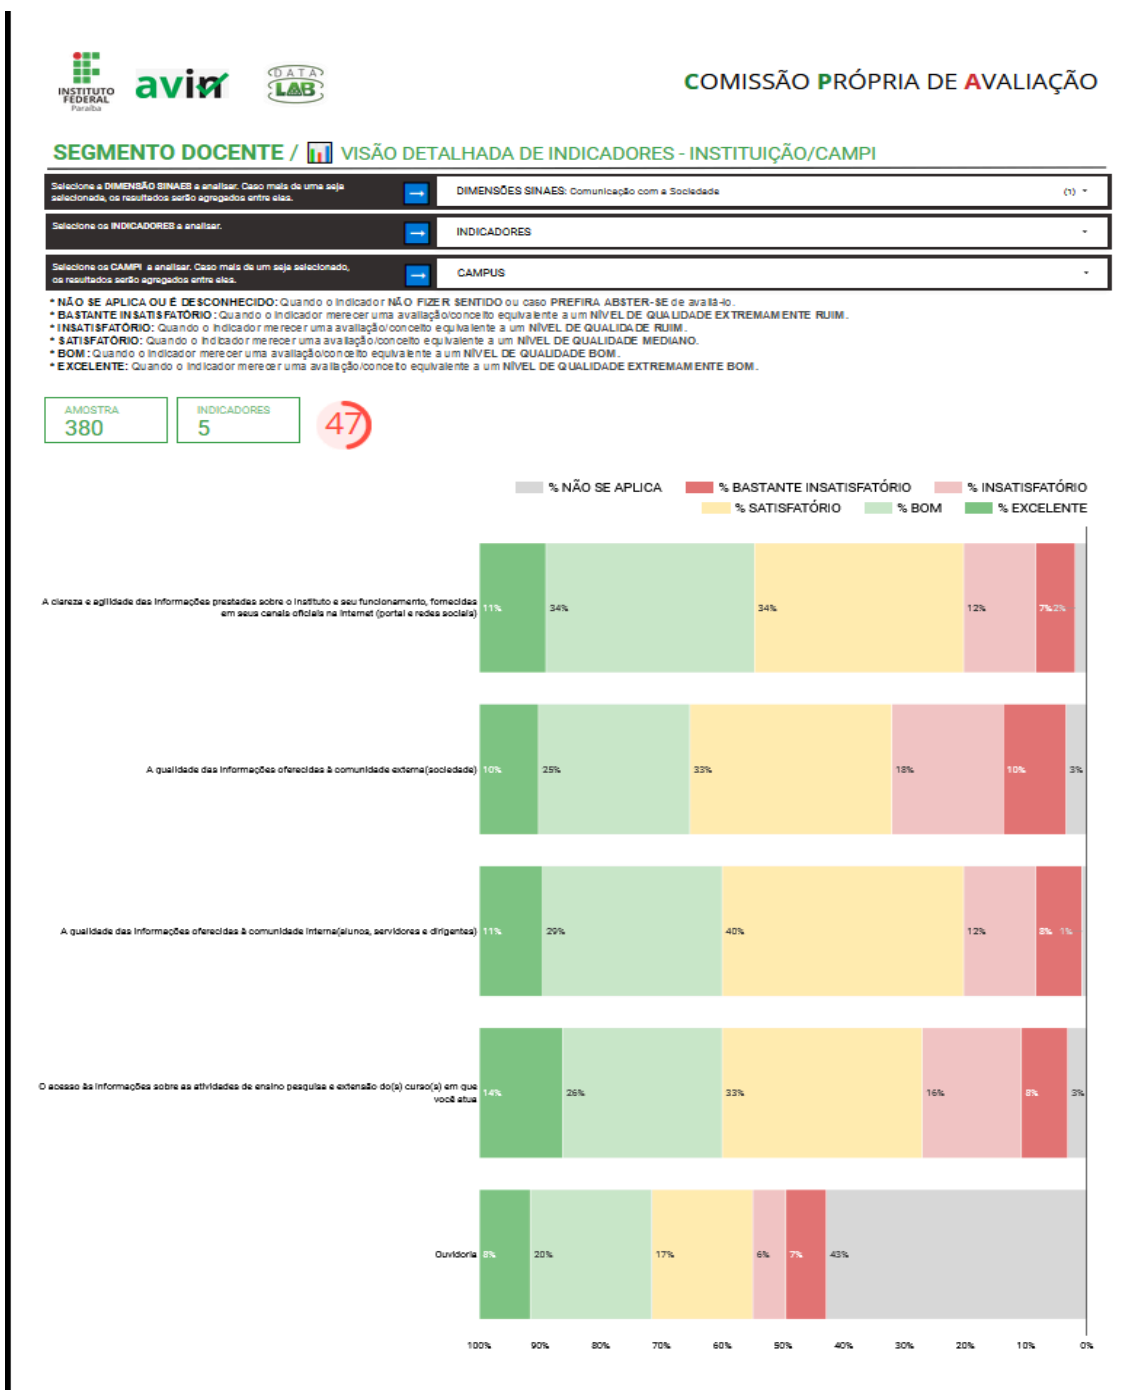 INSTITUTO
FEDERAL
Paraíba
avin
DATA
LAB
COMISSÃO PRÓPRIA DE AVALIAÇÃO
SEGMENTO DOCENTE / VISÃO DETALHADA DE INDICADORES - INSTITUIÇÃO/CAMPI
Selecione a DIMENSÃO SINAES a analisar. Caso mais de uma seja
selecionada, os resultados serão agregados entre elas.
DIMENSÕES SINAES: Comunicação com a Sociedade (1)
Selecione os INDICADORES a analisar.
INDICADORES
Selecione os CAMPI a analisar. Caso mais de um seja selecionado,
os resultados serão agregados entre eles.
CAMPUS
* NÃO SE APLICA OU É DESCONHECIDO: Quando o indicador NÃO FIZER SENTIDO ou caso PREFIRA ABSTER-SE de avaliá-lo.
* BASTANTE INSATISFATÓRIO: Quando o indicador merecer uma avaliação/conceito equivalente a um NÍVEL DE QUALIDADE EXTREMAMENTE RUIM.
* INSATISFATÓRIO: Quando o indicador merecer uma avaliação/conceito equivalente a um NÍVEL DE QUALIDADE RUIM.
* SATISFATÓRIO: Quando o indicador merecer uma avaliação/conceito equivalente a um NÍVEL DE QUALIDADE MEDIANO.
* BOM: Quando o indicador merecer uma avaliação/conceito equivalente a um NÍVEL DE QUALIDADE BOM.
* EXCELENTE: Quando o indicador merecer uma avaliação/conceito equivalente a um NÍVEL DE QUALIDADE EXTREMAMENTE BOM.
AMOSTRA
380
INDICADORES
5
47
% NÃO SE APLICA % BASTANTE INSATISFATÓRIO % INSATISFATÓRIO
% SATISFATÓRIO % BOM % EXCELENTE
A clareza e agilidade das informações prestadas sobre o instituto e seu funcionamento, fornecidas
em seus canais oficiais na internet (portal e redes sociais)
11% 34% 34% 12% 7% 2%
A qualidade das informações oferecidas à comunidade externa(sociedade)
10% 25% 33% 18% 10% 3%
A qualidade das informações oferecidas à comunidade interna(alunos, servidores e dirigentes)
11% 29% 40% 12% 8% 1%
O acesso às informações sobre as atividades de ensino pesquisa e extensão do(s) curso(s) em que
você atua
14% 26% 33% 16% 8% 3%
Ouvidoria
8% 20% 17% 6% 7% 43%
100% 90% 80% 70% 60% 50% 40% 30% 20% 10% 0%